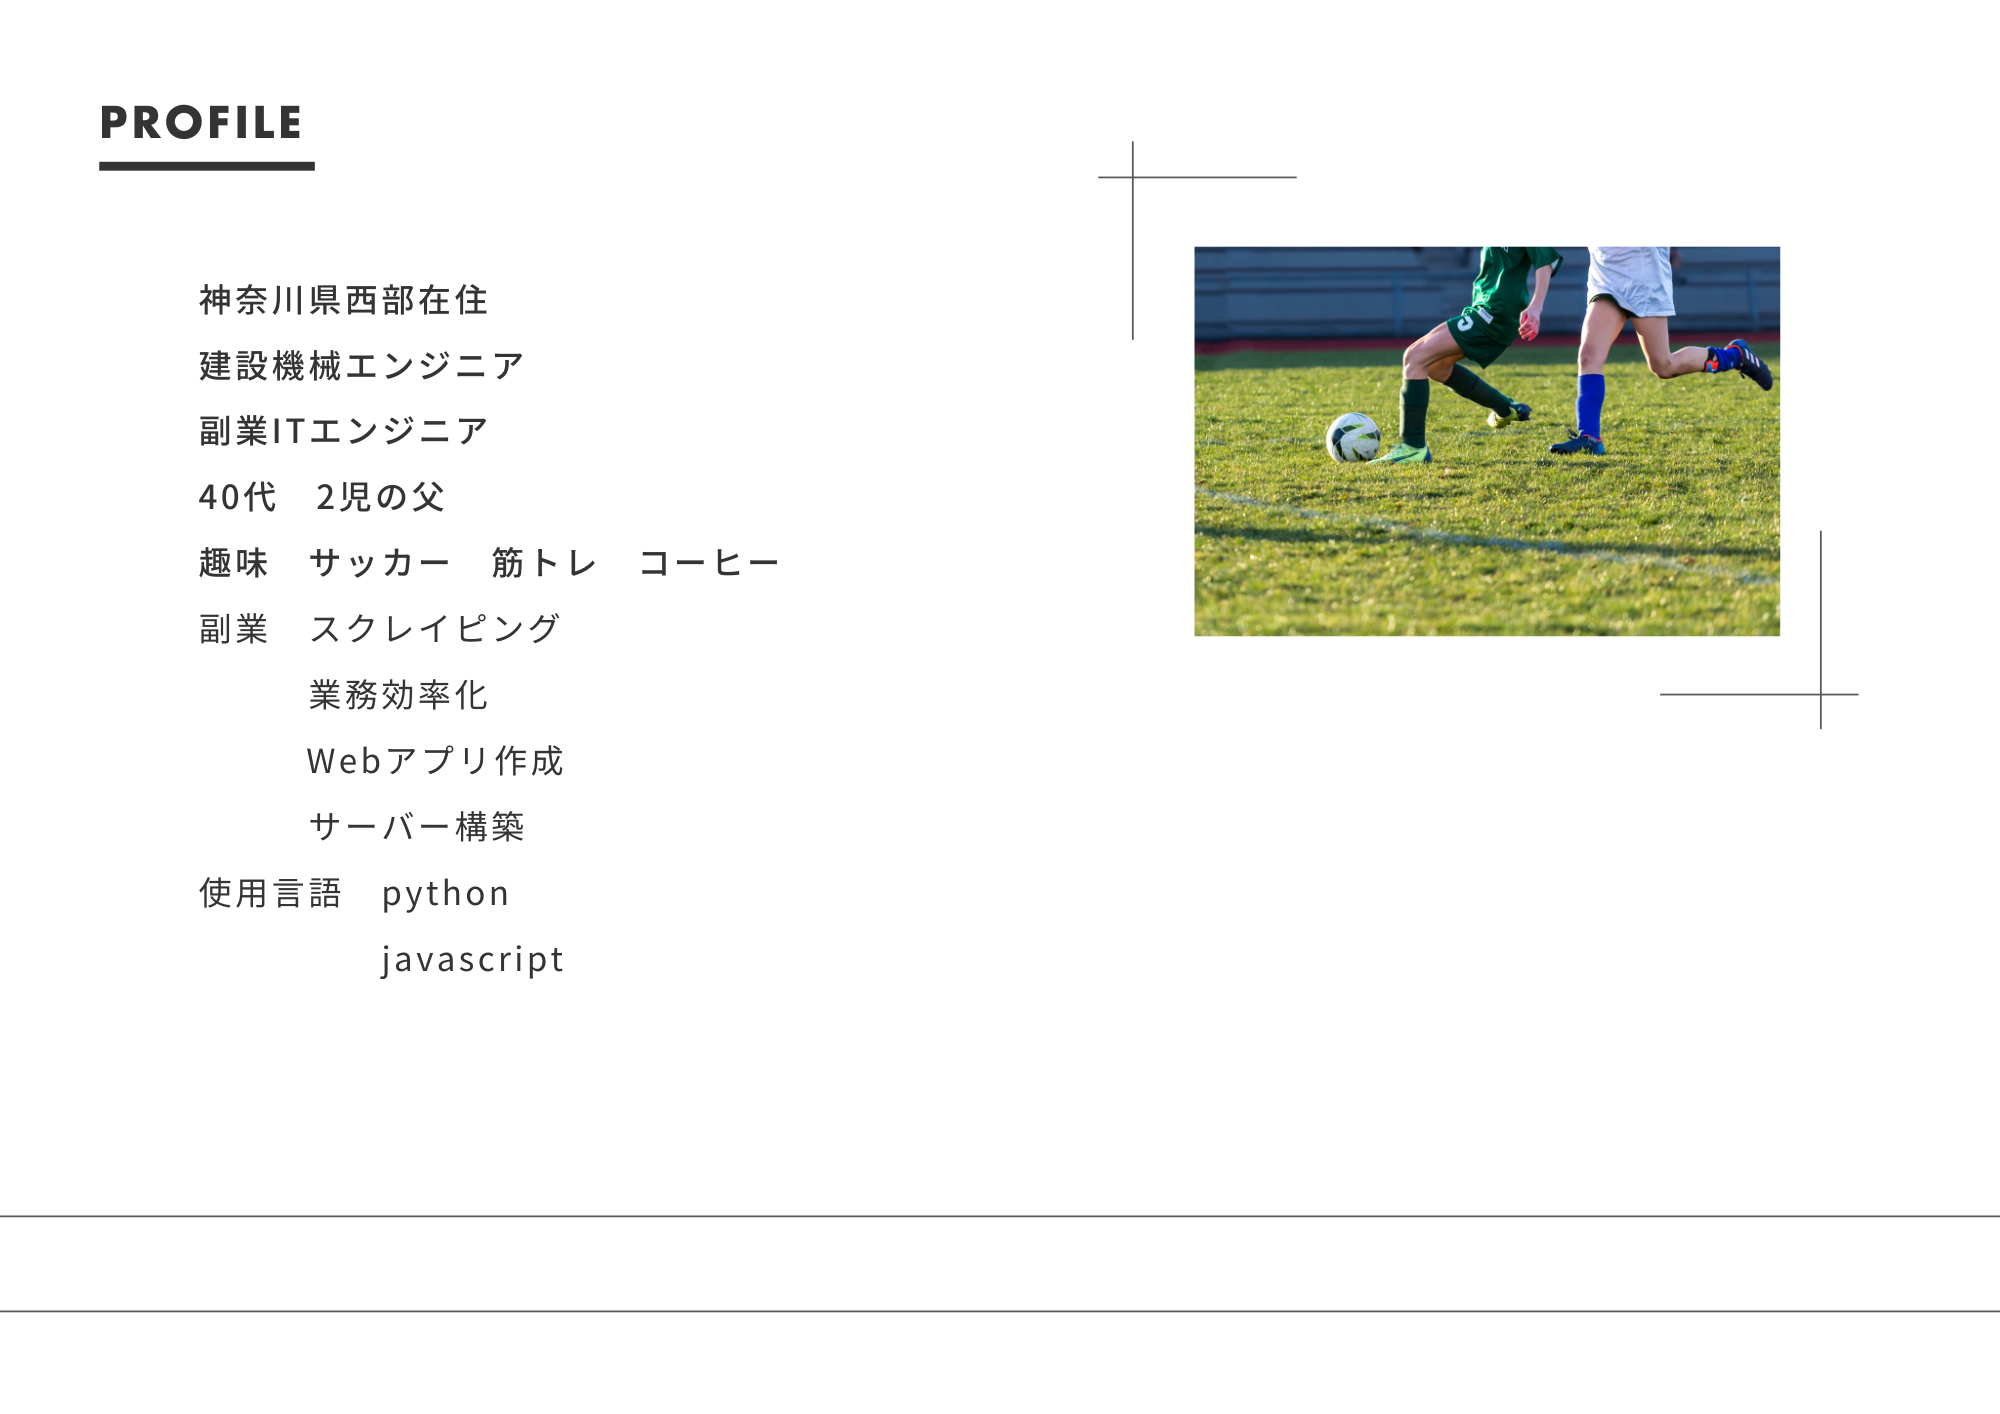 PROFILE
神奈川県西部在住
建設機械エンジニア
副業ITエンジニア
40代　2児の父
趣味　サッカー　筋トレ　コーヒー
副業　スクレイピング
業務効率化
Webアプリ作成
サーバー構築
使用言語　python
javascript